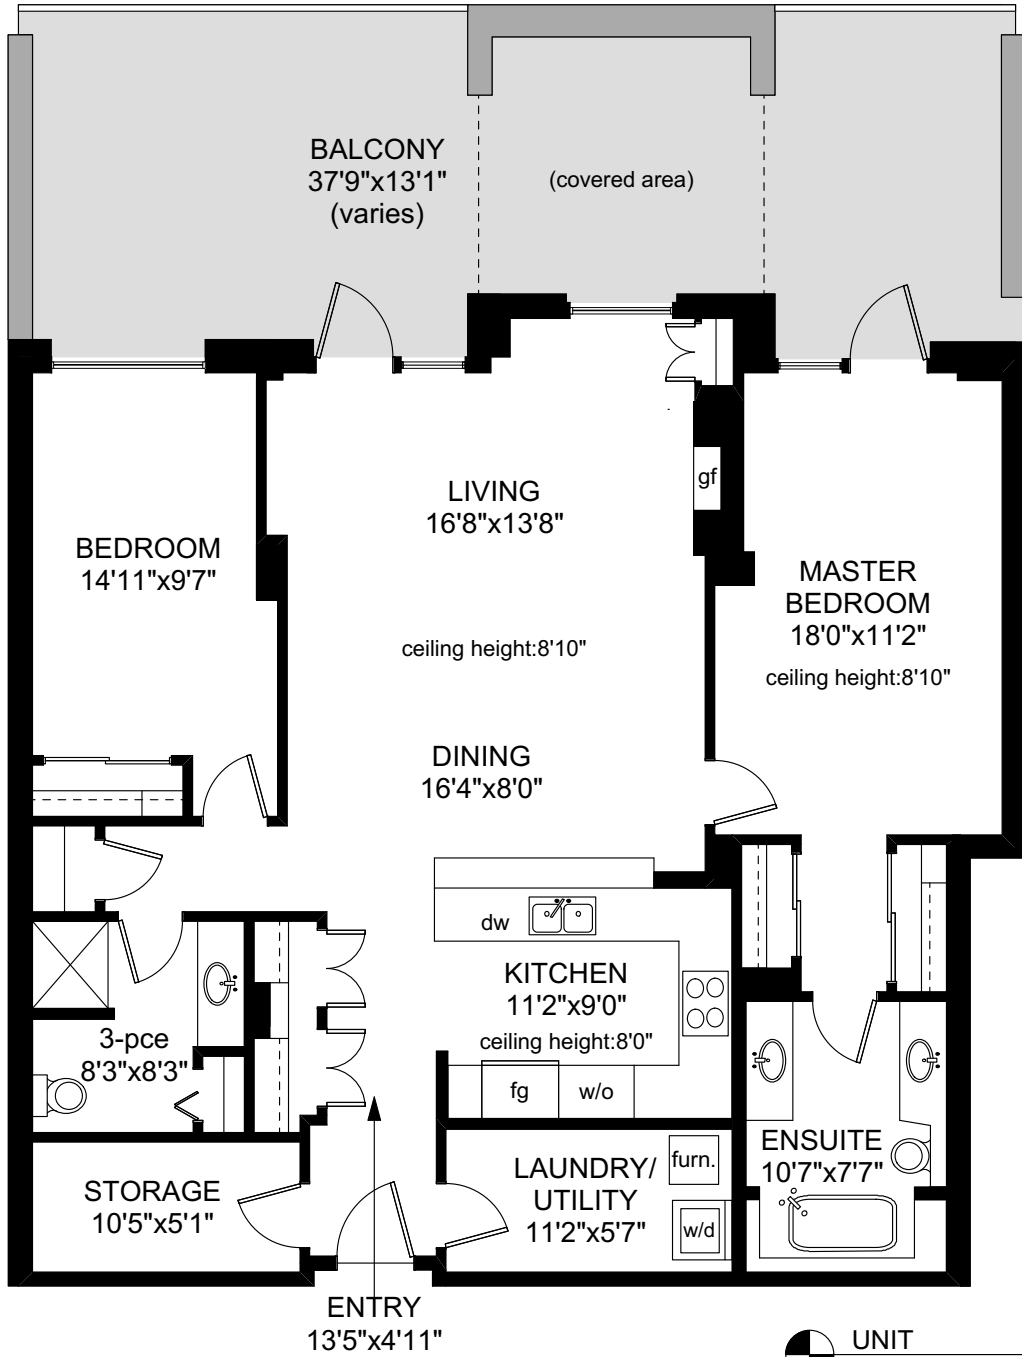 BALCONY
37'9"x13'1"
(varies)
(covered area)
gf
LIVING
16'8"x13'8"
BEDROOM
14'11"x9'7"
MASTER
BEDROOM
18'0"x11'2"
ceiling height:8'10"
ceiling height:8'10"
DINING
16'4"x8'0"
dw
KITCHEN
11'2"x9'0"
ceiling height:8'0"
fg
w/o
3-pce
8'3"x8'3"
ENSUITE
10'7"x7'7"
LAUNDRY/
UTILITY
11'2"x5'7"
furn.
w/d
STORAGE
10'5"x5'1"
ENTRY
13'5"x4'11"
UNIT